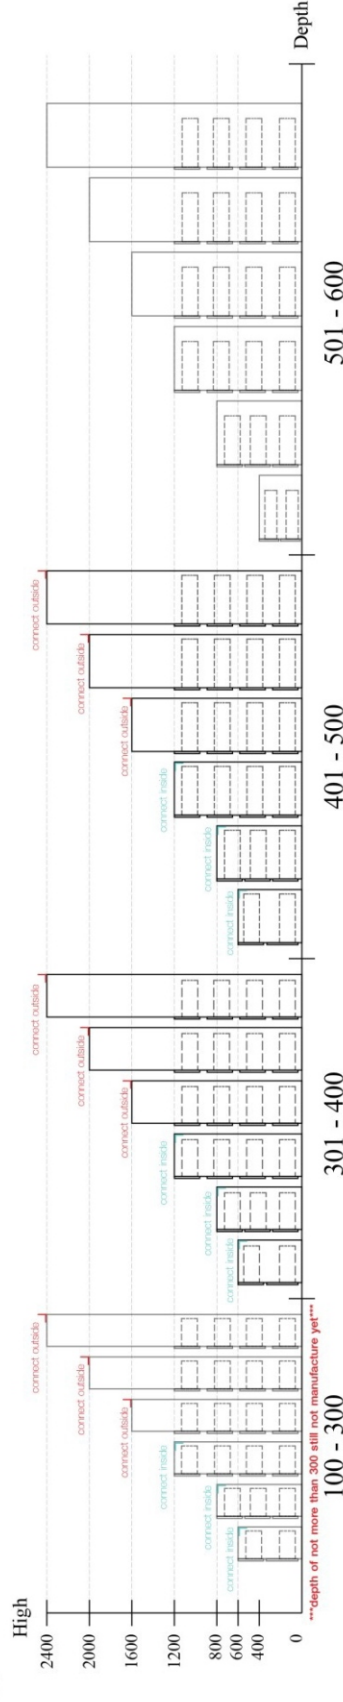 High
2400
2000
1600
1200
800
600
400
0
connect inside
connect inside
connect inside
connect outside
connect outside
connect outside
connect inside
connect inside
connect inside
connect outside
connect outside
connect outside
connect inside
connect inside
connect inside
connect outside
connect outside
connect outside
Depth
***depth of not more than 300 still not manufacture yet***
100 - 300
301 - 400
401 - 500
501 - 600